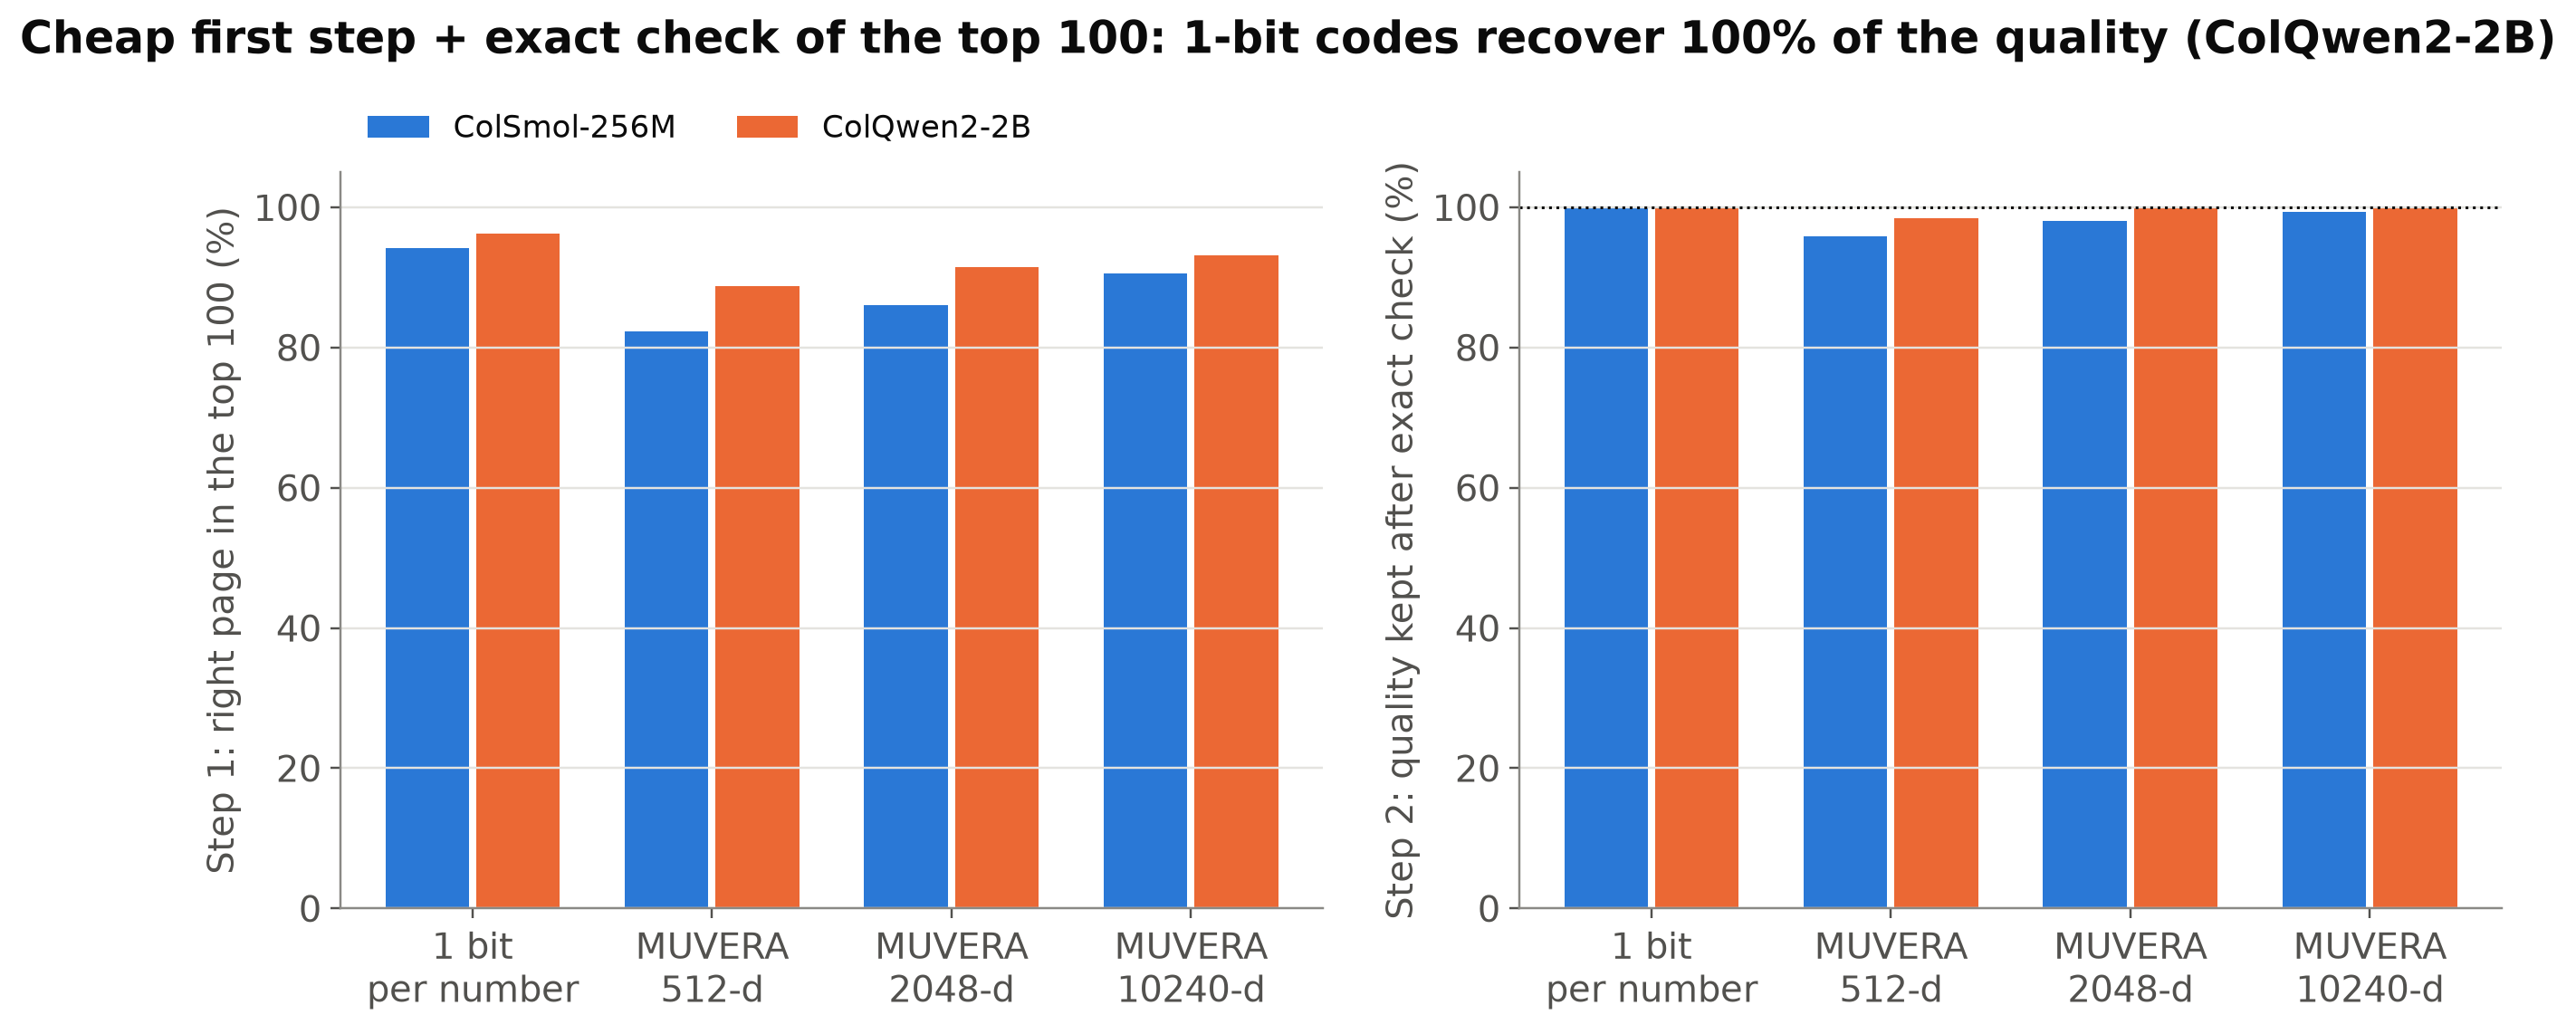 Cheap first step + exact check of the top 100: 1-bit codes recover 100% of the quality (ColQwen2-2B)
ColSmol-256M
ColQwen2-2B
Step 1: right page in the top 100 (%)
100
80
60
40
20
0
1 bit
per number
MUVERA
512-d
MUVERA
2048-d
MUVERA
10240-d
Step 2: quality kept after exact check (%)
100
80
60
40
20
0
1 bit
per number
MUVERA
512-d
MUVERA
2048-d
MUVERA
10240-d